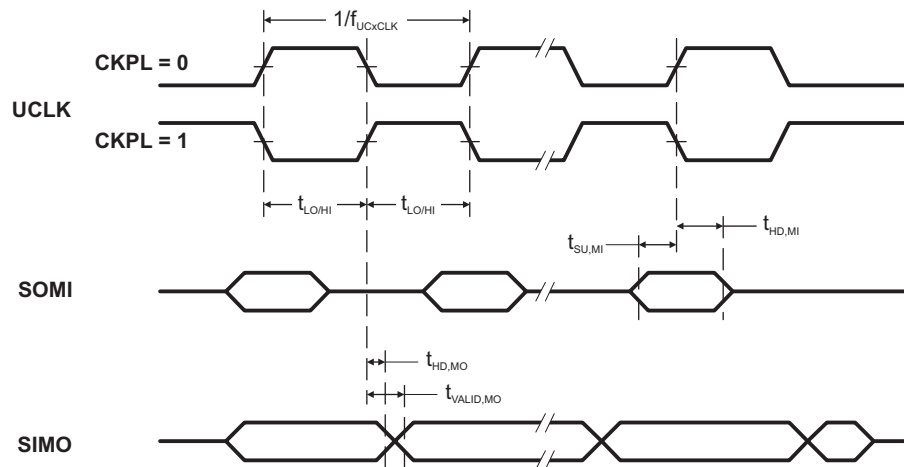 1/fUCxCLK
CKPL = 0
UCLK
CKPL = 1
tLO/HI tLO/HI
tSU,MI
tHD,MI
SOMI
tHD,MO
tVALID,MO
SIMO